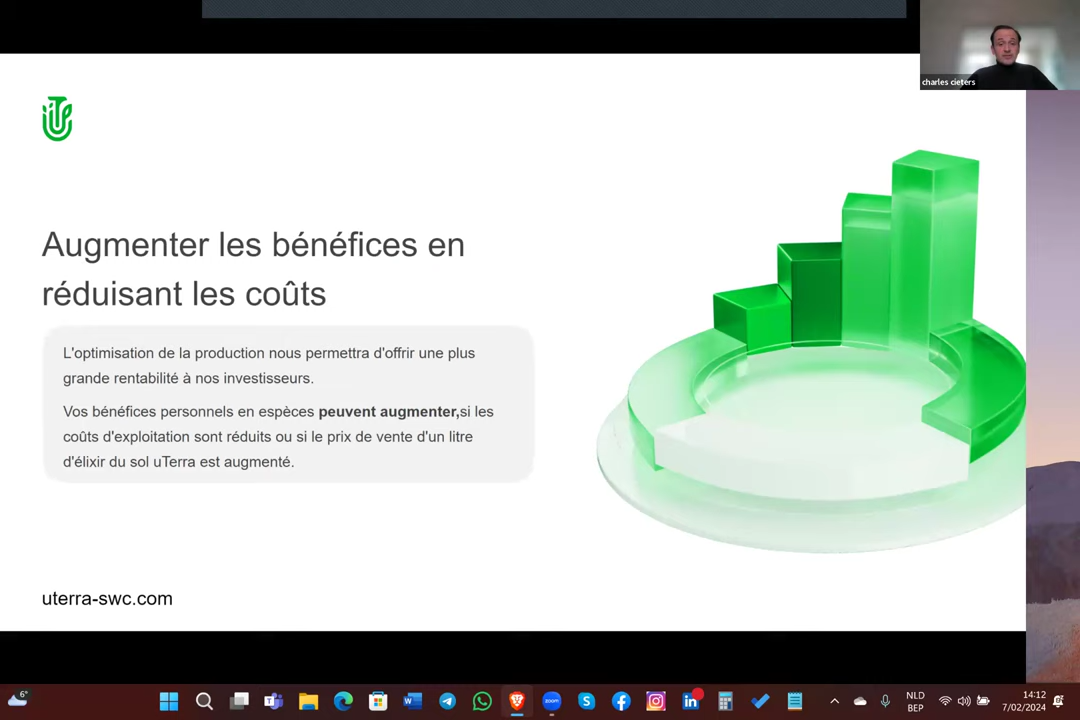 charles cieters
Augmenter les bénéfices en
réduisant les coûts
L'optimisation de la production nous permettra d'offrir une plus
grande rentabilité à nos investisseurs.
Vos bénéfices personnels en espèces peuvent augmenter,si les
coûts d'exploitation sont réduits ou si le prix de vente d'un litre
d'élixir du sol uTerra est augmenté.
uterra-swc.com
6°
zoom
NLD
BEP
14:12
7/02/2024